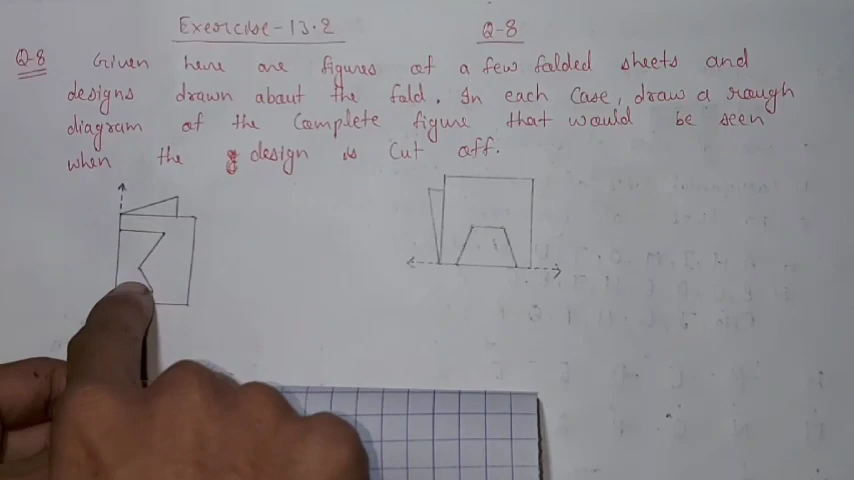 Exercise-13.2 Q-8
Q-8 Given here are figures of a few folded sheets and
designs drawn about the fold. In each case, draw a rough
diagram of the complete figure that would be seen
when the design is cut off.